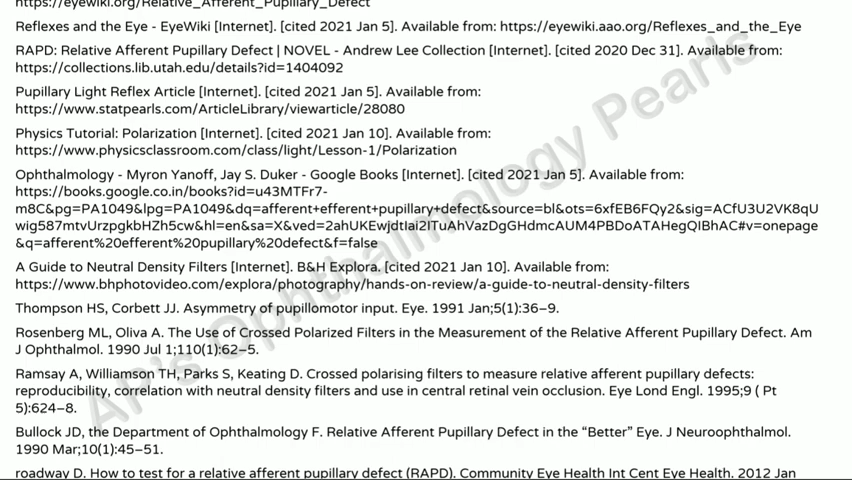 https://eyewiki.org/Relative_Afferent_Pupillary_Defect
Reflexes and the Eye - EyeWiki [Internet]. [cited 2021 Jan 5]. Available from: https://eyewiki.aao.org/Reflexes_and_the_Eye
RAPD: Relative Afferent Pupillary Defect | NOVEL - Andrew Lee Collection [Internet]. [cited 2020 Dec 31]. Available from:
https://collections.lib.utah.edu/details?id=1404092
Pupillary Light Reflex Article [Internet]. [cited 2021 Jan 5]. Available from:
https://www.statpearls.com/ArticleLibrary/viewarticle/28080
Physics Tutorial: Polarization [Internet]. [cited 2021 Jan 10]. Available from:
https://www.physicsclassroom.com/class/light/Lesson-1/Polarization
Ophthalmology - Myron Yanoff, Jay S. Duker - Google Books [Internet]. [cited 2021 Jan 5]. Available from:
https://books.google.co.in/books?id=u43MTFr7-
m8C&pg=PA1049&lpg=PA1049&dq=afferent+efferent+pupillary+defect&source=bl&ots=6xfEB6FQy2&sig=ACfU3U2VK8qU
wig587mtvUrzpgkbHZh5cw&hl=en&sa=X&ved=2ahUKEwjdtIai2ITuAhVazDgGHdmcAUM4PBDoATAHegQIBhAC#v=onepage
&q=afferent%20efferent%20pupillary%20defect&f=false
A Guide to Neutral Density Filters [Internet]. B&H Explora. [cited 2021 Jan 10]. Available from:
https://www.bhphotovideo.com/explora/photography/hands-on-review/a-guide-to-neutral-density-filters
Thompson HS, Corbett JJ. Asymmetry of pupillomotor input. Eye. 1991 Jan;5(1):36–9.
Rosenberg ML, Oliva A. The Use of Crossed Polarized Filters in the Measurement of the Relative Afferent Pupillary Defect. Am
J Ophthalmol. 1990 Jul 1;110(1):62–5.
Ramsay A, Williamson TH, Parks S, Keating D. Crossed polarising filters to measure relative afferent pupillary defects:
reproducibility, correlation with neutral density filters and use in central retinal vein occlusion. Eye Lond Engl. 1995;9 ( Pt
5):624–8.
Bullock JD, the Department of Ophthalmology F. Relative Afferent Pupillary Defect in the “Better” Eye. J Neuroophthalmol.
1990 Mar;10(1):45–51.
roadway D. How to test for a relative afferent pupillary defect (RAPD). Community Eye Health Int Cent Eye Health. 2012 Jan
AP's Ophthalmology Pearls